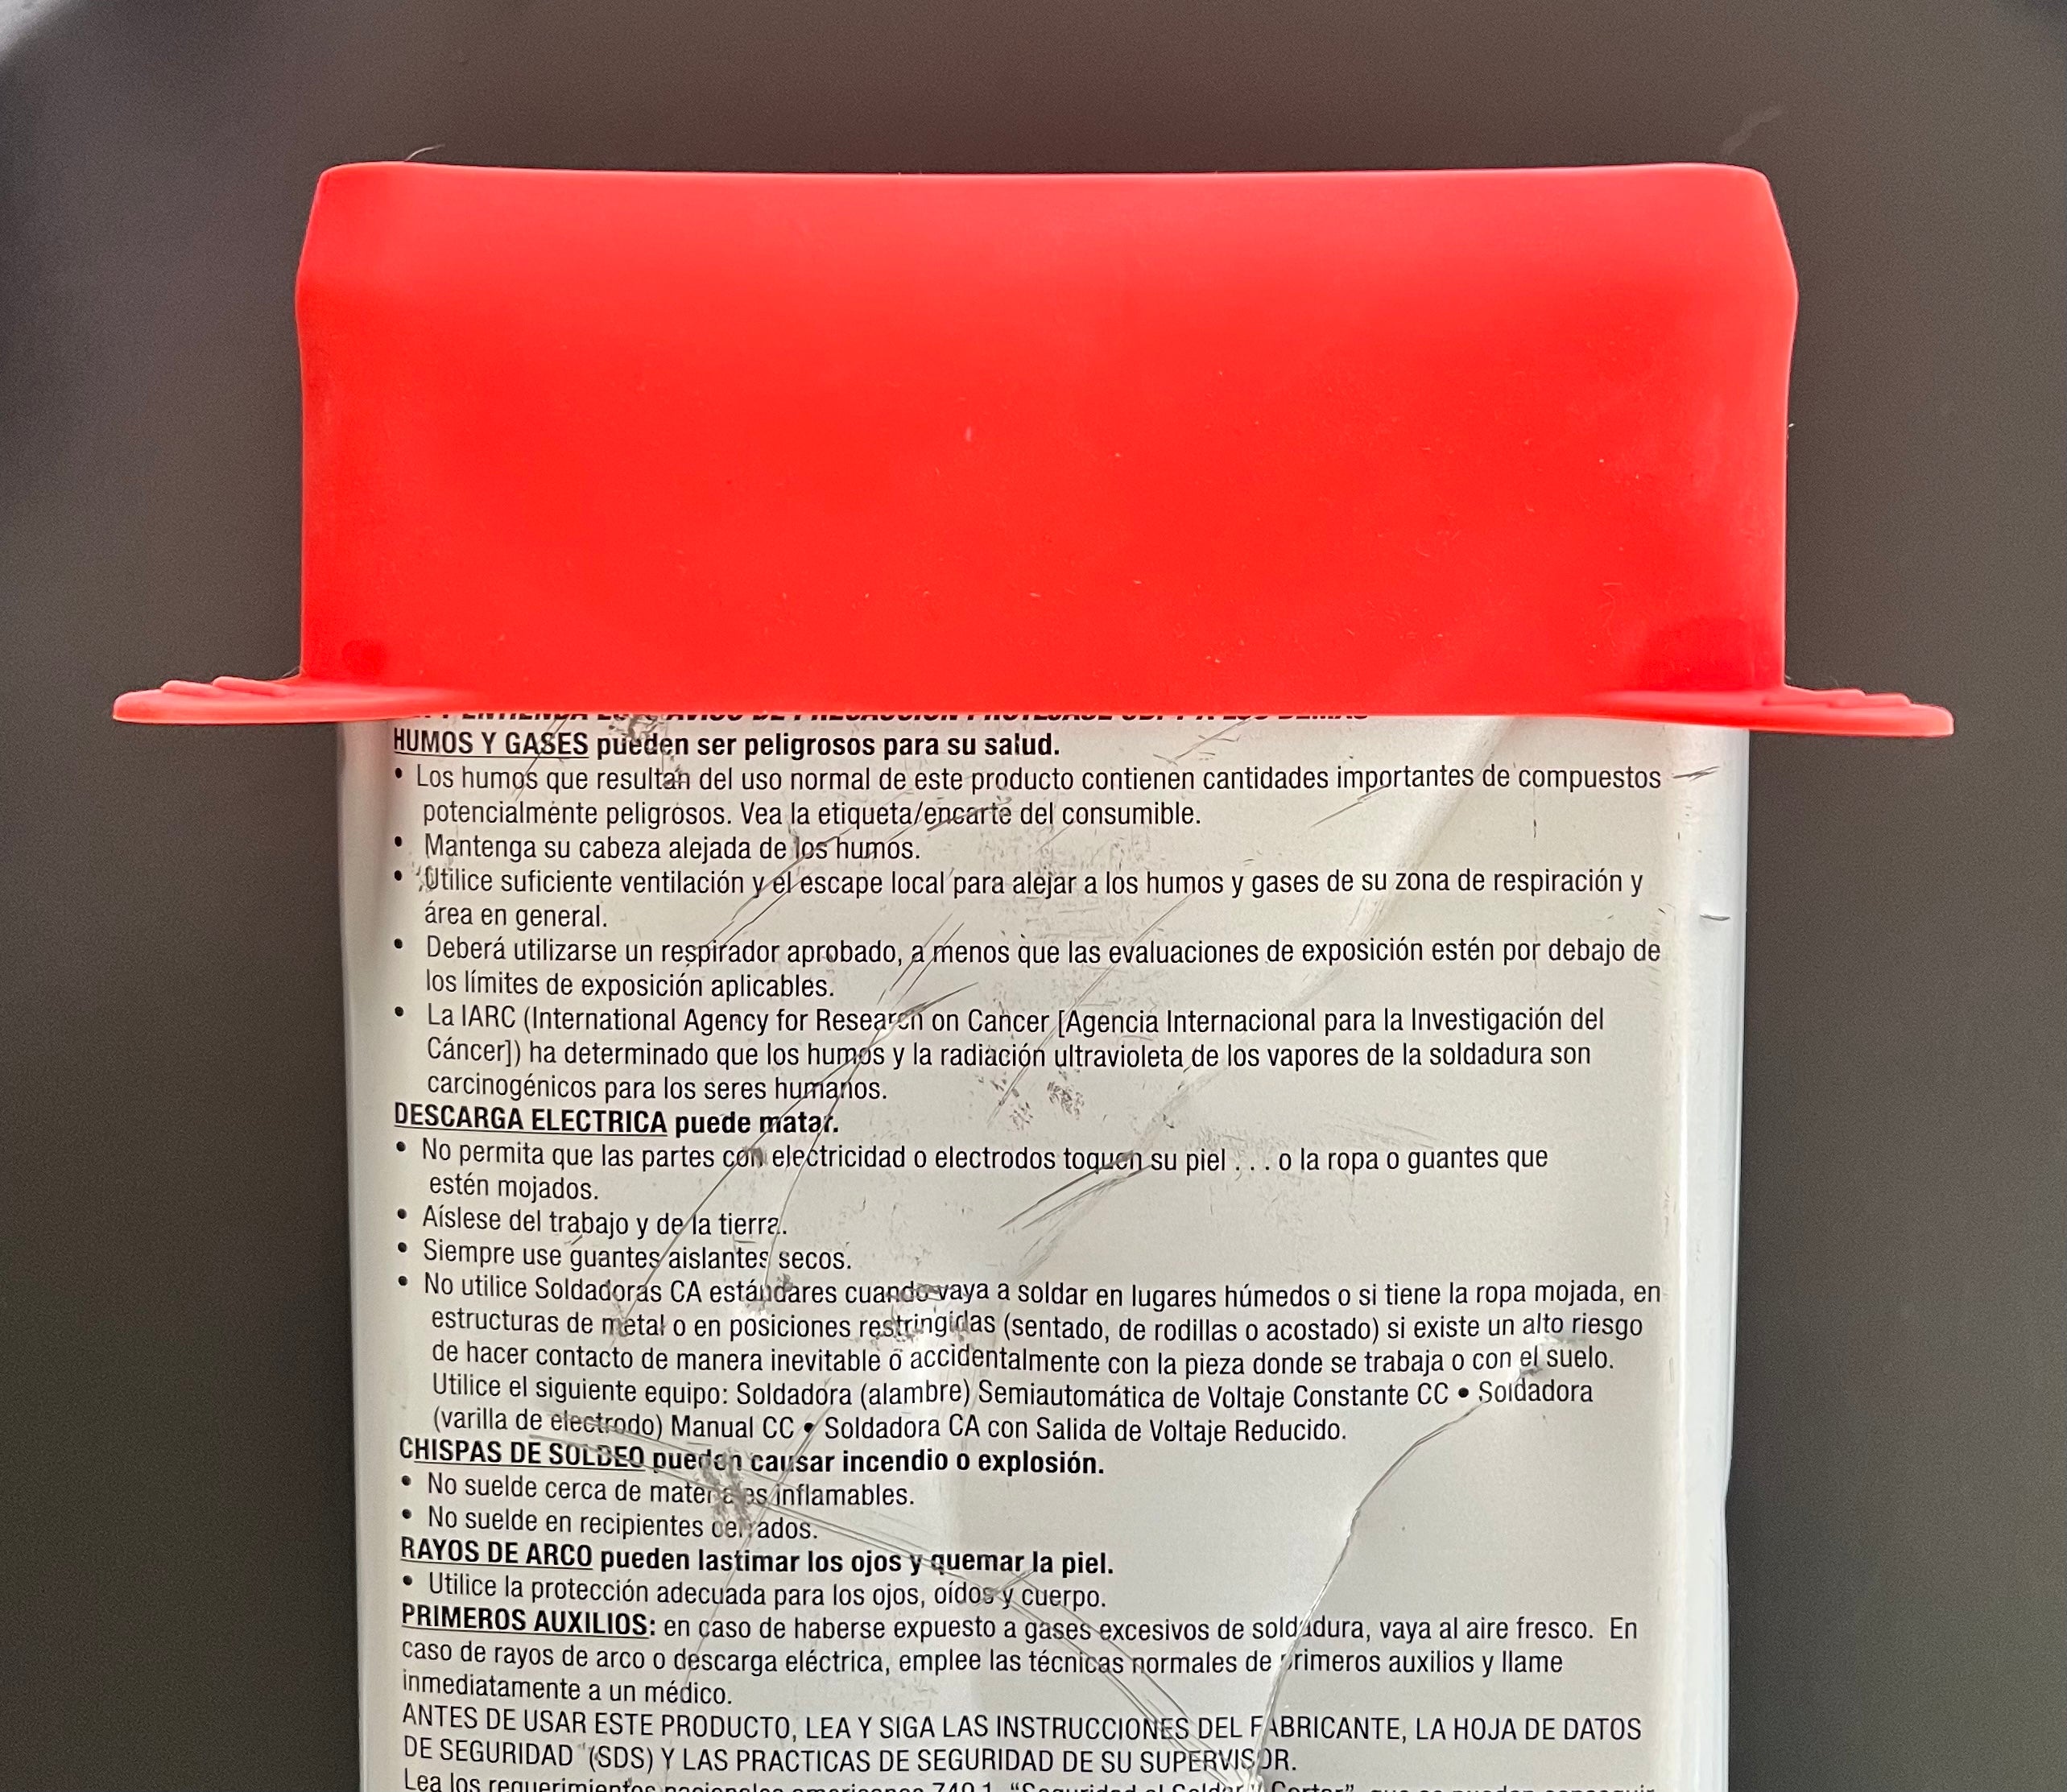 HUMOS Y GASES pueden ser peligrosos para su salud.
• Los humos que resultan del uso normal de este producto contienen cantidades importantes de compuestos
potencialmente peligrosos. Vea la etiqueta/encarte del consumible.
• Mantenga su cabeza alejada de los humos.
• Utilice suficiente ventilación y el escape local para alejar a los humos y gases de su zona de respiración y
área en general.
• Deberá utilizarse un respirador aprobado, a menos que las evaluaciones de exposición estén por debajo de
los límites de exposición aplicables.
• La IARC (International Agency for Research on Cancer [Agencia Internacional para la Investigación del
Cáncer]) ha determinado que los humos y la radiación ultravioleta de los vapores de la soldadura son
carcinogénicos para los seres humanos.
DESCARGA ELECTRICA puede matar.
• No permita que las partes con electricidad o electrodos toquen su piel . . . o la ropa o guantes que
estén mojados.
• Aíslese del trabajo y de la tierra.
• Siempre use guantes aislantes secos.
• No utilice Soldadoras CA estándares cuando vaya a soldar en lugares húmedos o si tiene la ropa mojada, en
estructuras de metal o en posiciones restringidas (sentado, de rodillas o acostado) si existe un alto riesgo
de hacer contacto de manera inevitable o accidentalmente con la pieza donde se trabaja o con el suelo.
Utilice el siguiente equipo: Soldadora (alambre) Semiautomática de Voltaje Constante CC • Soldadora
(varilla de electrodo) Manual CC • Soldadora CA con Salida de Voltaje Reducido.
CHISPAS DE SOLDEO pueden causar incendio o explosión.
• No suelde cerca de materiales inflamables.
• No suelde en recipientes cerrados.
RAYOS DE ARCO pueden lastimar los ojos y quemar la piel.
• Utilice la protección adecuada para los ojos, oídos y cuerpo.
PRIMEROS AUXILIOS: en caso de haberse expuesto a gases excesivos de soldadura, vaya al aire fresco. En
caso de rayos de arco o descarga eléctrica, emplee las técnicas normales de primeros auxilios y llame
inmediatamente a un médico.
ANTES DE USAR ESTE PRODUCTO, LEA Y SIGA LAS INSTRUCCIONES DEL FABRICANTE, LA HOJA DE DATOS
DE SEGURIDAD (SDS) Y LAS PRACTICAS DE SEGURIDAD DE SU SUPERVISOR.
Lea los requerimientos nacionales americanos